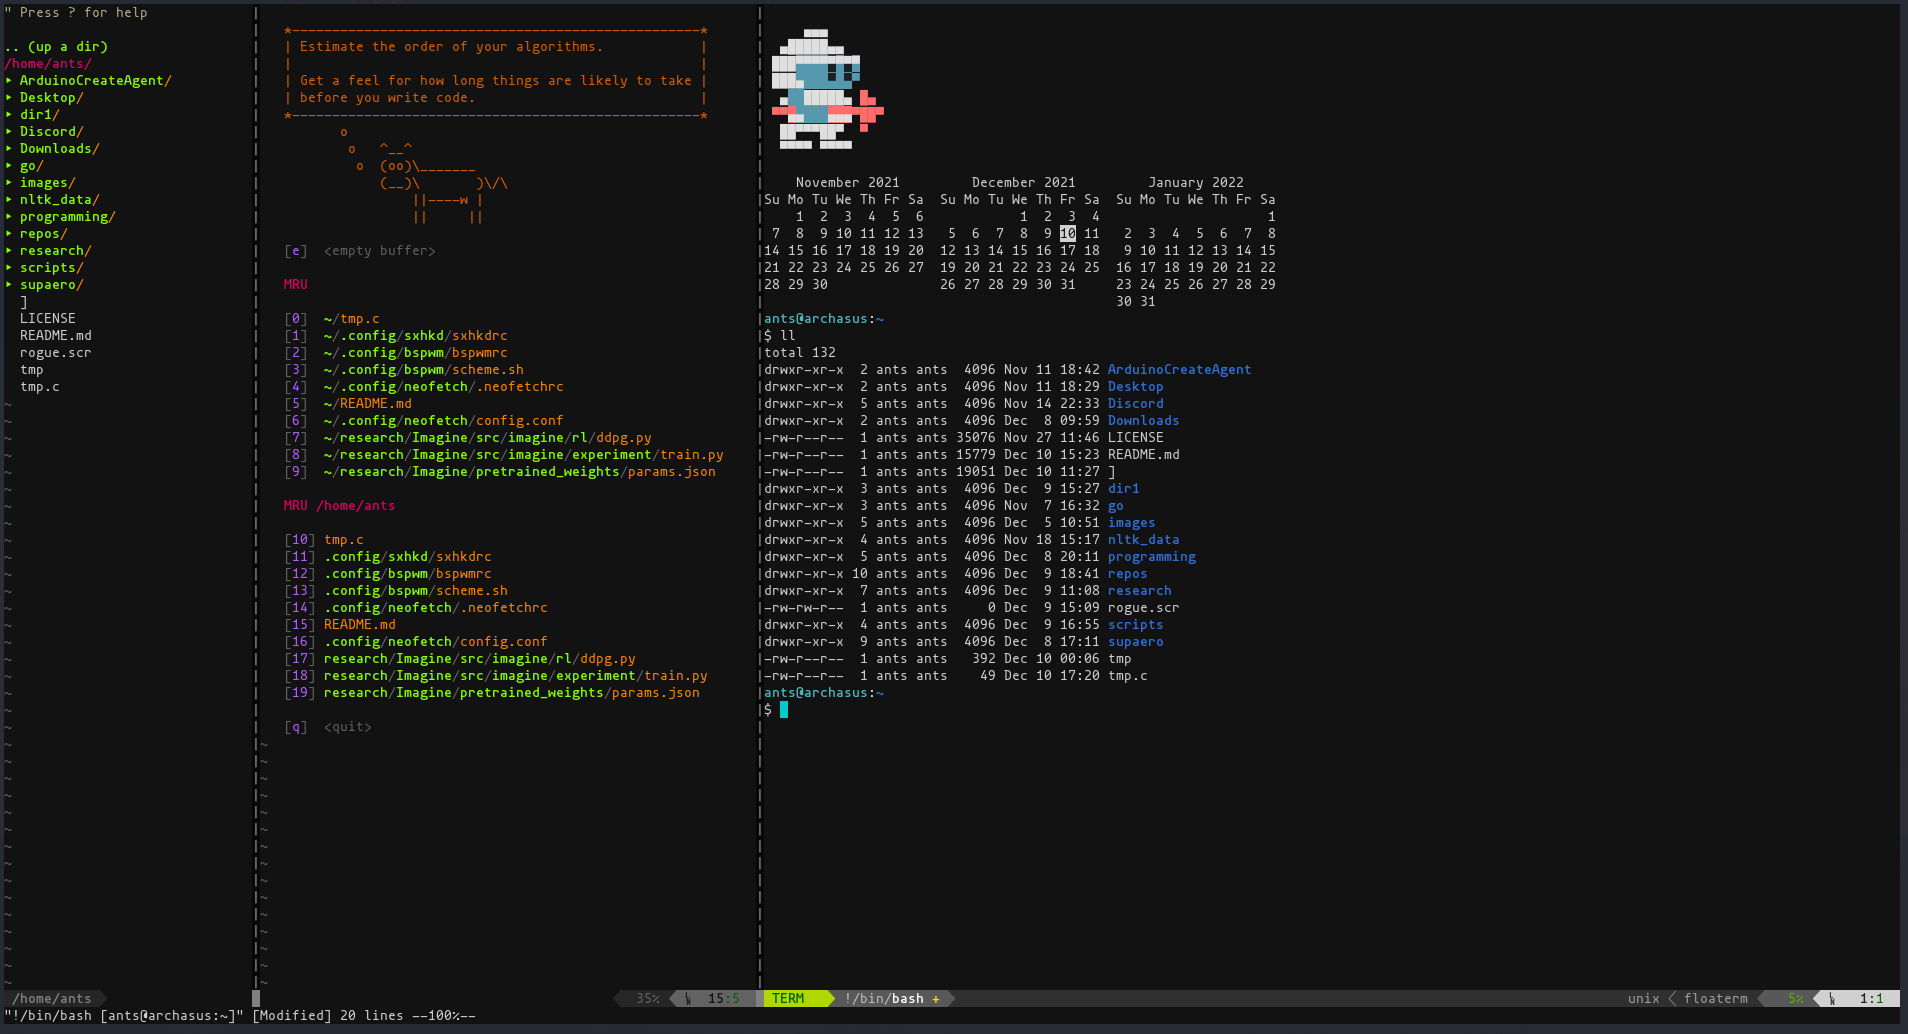 " Press ? for help
.. (up a dir)
/home/ants/
▸ ArduinoCreateAgent/
▸ Desktop/
▸ dir1/
▸ Discord/
▸ Downloads/
▸ go/
▸ images/
▸ nltk_data/
▸ programming/
▸ repos/
▸ research/
▸ scripts/
▸ supaero/
]
LICENSE
README.md
rogue.scr
tmp
tmp.c
/home/ants
*---------------------------------------------------*
| Estimate the order of your algorithms.            |
|                                                   |
| Get a feel for how long things are likely to take |
| before you write code.                            |
*---------------------------------------------------*
       o
        o   ^__^
         o  (oo)\_______
            (__)\       )\/\
                ||----w |
                ||     ||
[e]  <empty buffer>
MRU
[0]  ~/tmp.c
[1]  ~/.config/sxhkd/sxhkdrc
[2]  ~/.config/bspwm/bspwmrc
[3]  ~/.config/bspwm/scheme.sh
[4]  ~/.config/neofetch/.neofetchrc
[5]  ~/README.md
[6]  ~/.config/neofetch/config.conf
[7]  ~/research/Imagine/src/imagine/rl/ddpg.py
[8]  ~/research/Imagine/src/imagine/experiment/train.py
[9]  ~/research/Imagine/pretrained_weights/params.json
MRU /home/ants
[10] tmp.c
[11] .config/sxhkd/sxhkdrc
[12] .config/bspwm/bspwmrc
[13] .config/bspwm/scheme.sh
[14] .config/neofetch/.neofetchrc
[15] README.md
[16] .config/neofetch/config.conf
[17] research/Imagine/src/imagine/rl/ddpg.py
[18] research/Imagine/src/imagine/experiment/train.py
[19] research/Imagine/pretrained_weights/params.json
[q]  <quit>
35% LN 15:5
    November 2021         December 2021         January 2022
Su Mo Tu We Th Fr Sa  Su Mo Tu We Th Fr Sa  Su Mo Tu We Th Fr Sa
    1  2  3  4  5  6            1  2  3  4                     1
 7  8  9 10 11 12 13   5  6  7  8  9 10 11   2  3  4  5  6  7  8
14 15 16 17 18 19 20  12 13 14 15 16 17 18   9 10 11 12 13 14 15
21 22 23 24 25 26 27  19 20 21 22 23 24 25  16 17 18 19 20 21 22
28 29 30              26 27 28 29 30 31     23 24 25 26 27 28 29
                                            30 31
ants@archasus:~
$ ll
total 132
drwxr-xr-x  2 ants ants  4096 Nov 11 18:42 ArduinoCreateAgent
drwxr-xr-x  2 ants ants  4096 Nov 11 18:29 Desktop
drwxr-xr-x  5 ants ants  4096 Nov 14 22:33 Discord
drwxr-xr-x  2 ants ants  4096 Dec  8 09:59 Downloads
-rw-r--r--  1 ants ants 35076 Nov 27 11:46 LICENSE
-rw-r--r--  1 ants ants 15779 Dec 10 15:23 README.md
-rw-r--r--  1 ants ants 19051 Dec 10 11:27 ]
drwxr-xr-x  3 ants ants  4096 Dec  9 15:27 dir1
drwxr-xr-x  3 ants ants  4096 Nov  7 16:32 go
drwxr-xr-x  5 ants ants  4096 Dec  5 10:51 images
drwxr-xr-x  4 ants ants  4096 Nov 18 15:17 nltk_data
drwxr-xr-x  5 ants ants  4096 Dec  8 20:11 programming
drwxr-xr-x 10 ants ants  4096 Dec  9 18:41 repos
drwxr-xr-x  7 ants ants  4096 Dec  9 11:08 research
-rw-rw-r--  1 ants ants     0 Dec  9 15:09 rogue.scr
drwxr-xr-x  4 ants ants  4096 Dec  9 16:55 scripts
drwxr-xr-x  9 ants ants  4096 Dec  8 17:11 supaero
-rw-r--r--  1 ants ants   392 Dec 10 00:06 tmp
-rw-r--r--  1 ants ants    49 Dec 10 17:20 tmp.c
ants@archasus:~
$
TERM !/bin/bash + unix floaterm 5% LN 1:1
"!/bin/bash [ants@archasus:~]" [Modified] 20 lines --100%--